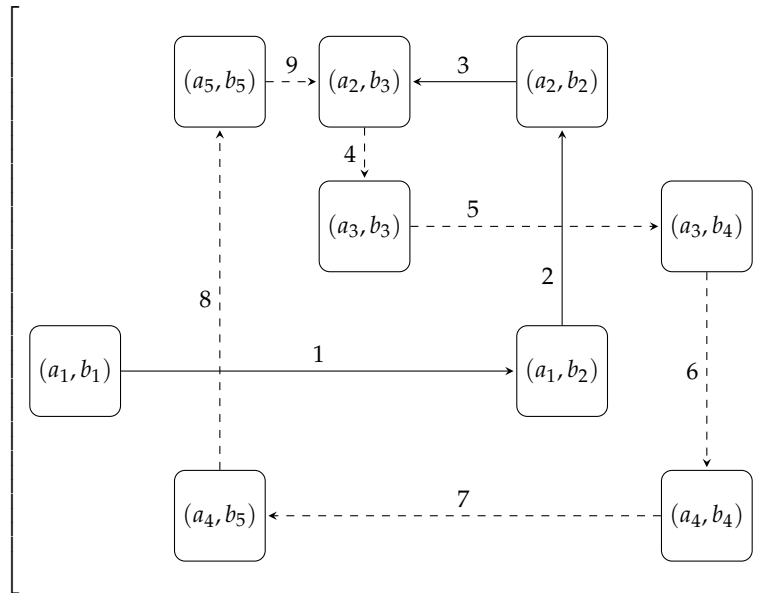 (a₅, b₅) 9 (a₂, b₃) 3 (a₂, b₂)
4
(a₃, b₃) 5 (a₃, b₄)
8 2
(a₁, b₁) 1 (a₁, b₂) 6
(a₄, b₅) 7 (a₄, b₄)